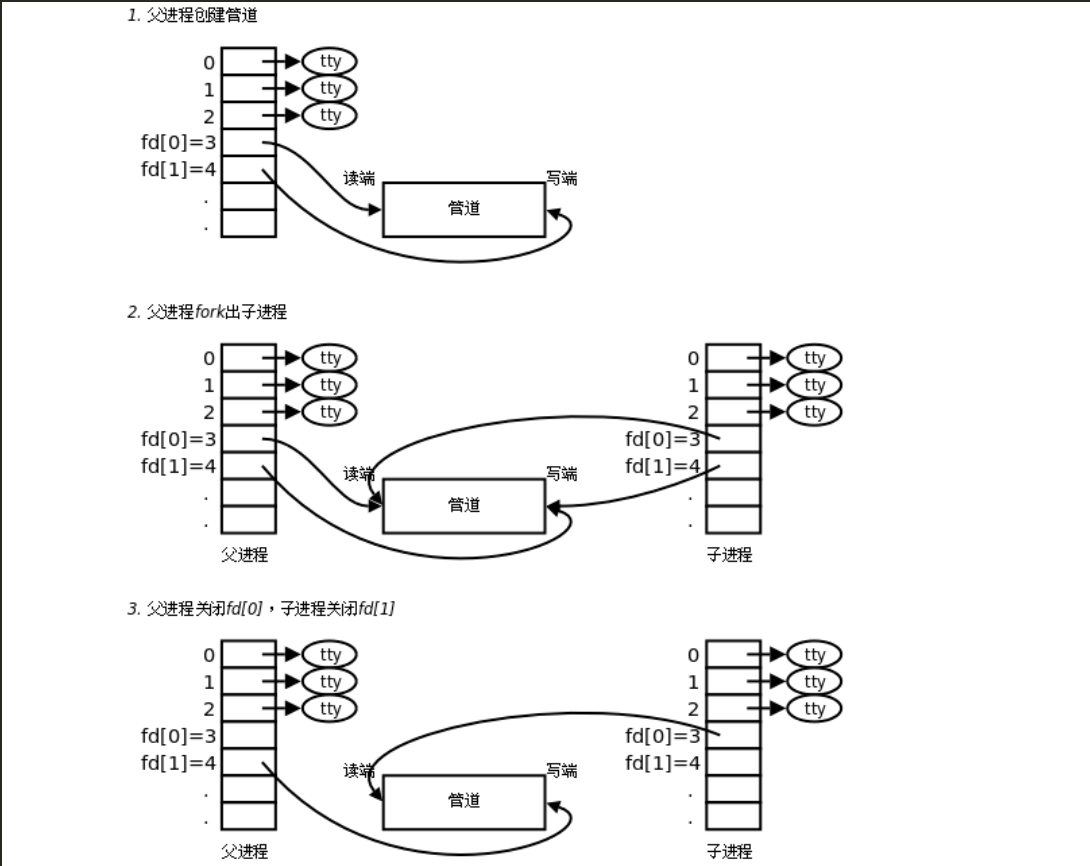 1. 父进程创建管道
0 tty
1 tty
2 tty
fd[0]=3
fd[1]=4
读端 写端
.
管道
.
2. 父进程fork出子进程
0 tty 0 tty
1 tty 1 tty
2 tty 2 tty
fd[0]=3 fd[0]=3
fd[1]=4 fd[1]=4
读端 写端
. .
管道
. .
父进程 子进程
3. 父进程关闭fd[0],子进程关闭fd[1]
0 tty 0 tty
1 tty 1 tty
2 tty 2 tty
fd[0]=3 fd[0]=3
fd[1]=4 fd[1]=4
读端 写端
. .
管道
. .
父进程 子进程